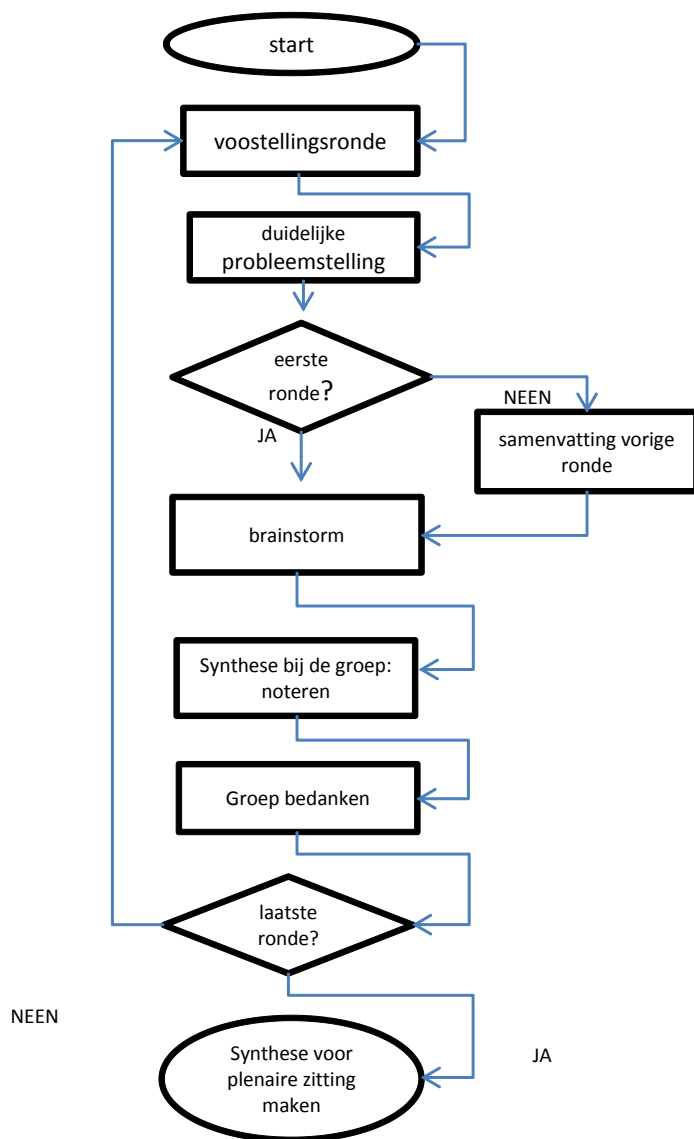 start
voostellingsronde
duidelijke
probleemstelling
eerste
ronde?
NEEN
JA
samenvatting vorige
ronde
brainstorm
Synthese bij de groep:
noteren
Groep bedanken
laatste
ronde?
NEEN
JA
Synthese voor
plenaire zitting
maken